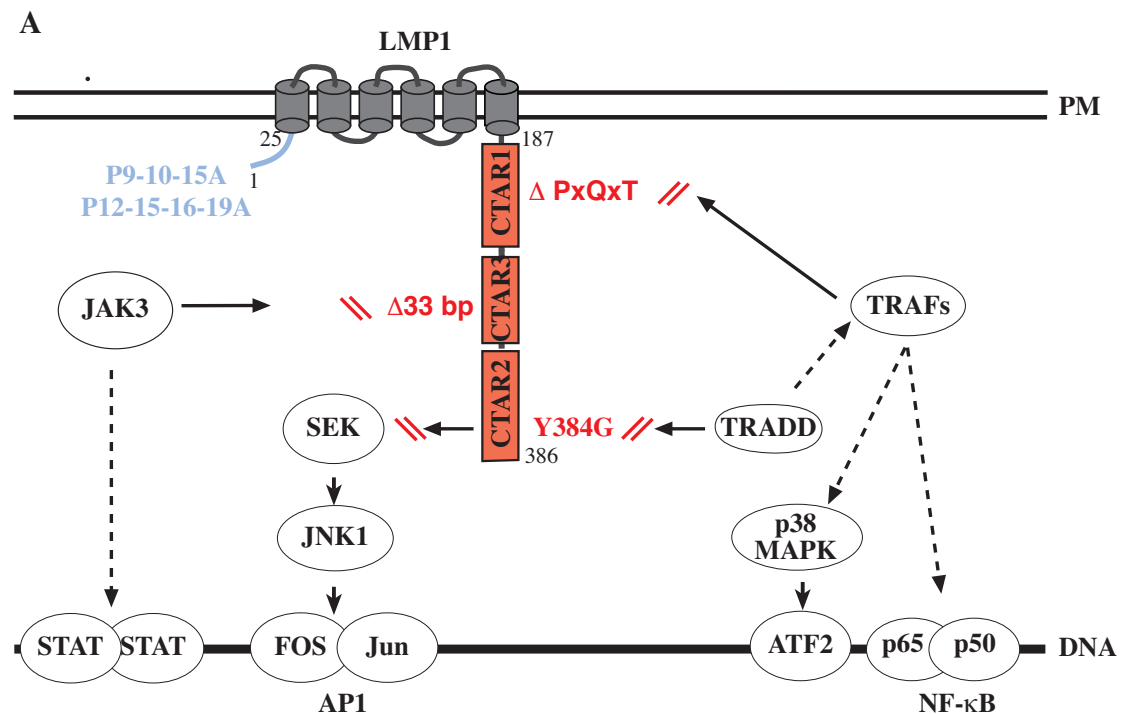 A
LMP1
PM
25
187
1
P9-10-15A
P12-15-16-19A
CTAR1
Δ PxQxT
JAK3
Δ33 bp
CTAR3
TRAFs
CTAR2
SEK
Y384G
TRADD
386
JNK1
p38
MAPK
STAT
STAT
FOS
Jun
ATF2
p65
p50
DNA
AP1
NF-κB